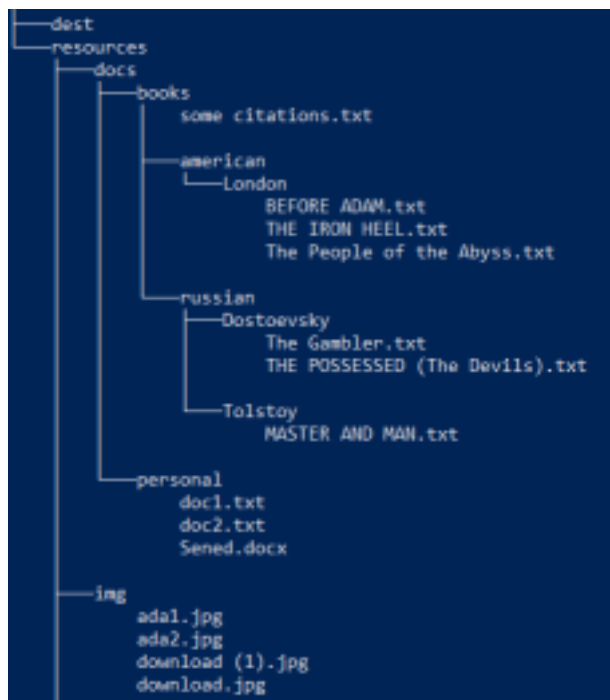 dest
resources
docs
books
some citations.txt
american
London
BEFORE ADAM.txt
THE IRON HEEL.txt
The People of the Abyss.txt
russian
Dostoevsky
The Gambler.txt
THE POSSESSED (The Devils).txt
Tolstoy
MASTER AND MAN.txt
personal
doc1.txt
doc2.txt
Sened.docx
img
ada1.jpg
ada2.jpg
download (1).jpg
download.jpg